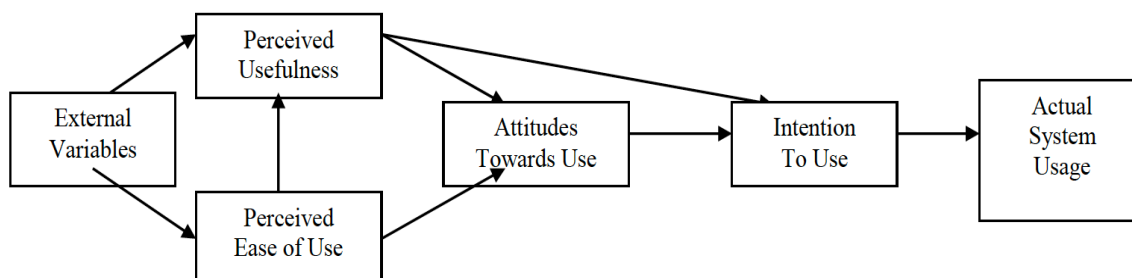 Perceived
Usefulness
External
Variables
Perceived
Ease of Use
Attitudes
Towards Use
Intention
To Use
Actual
System
Usage